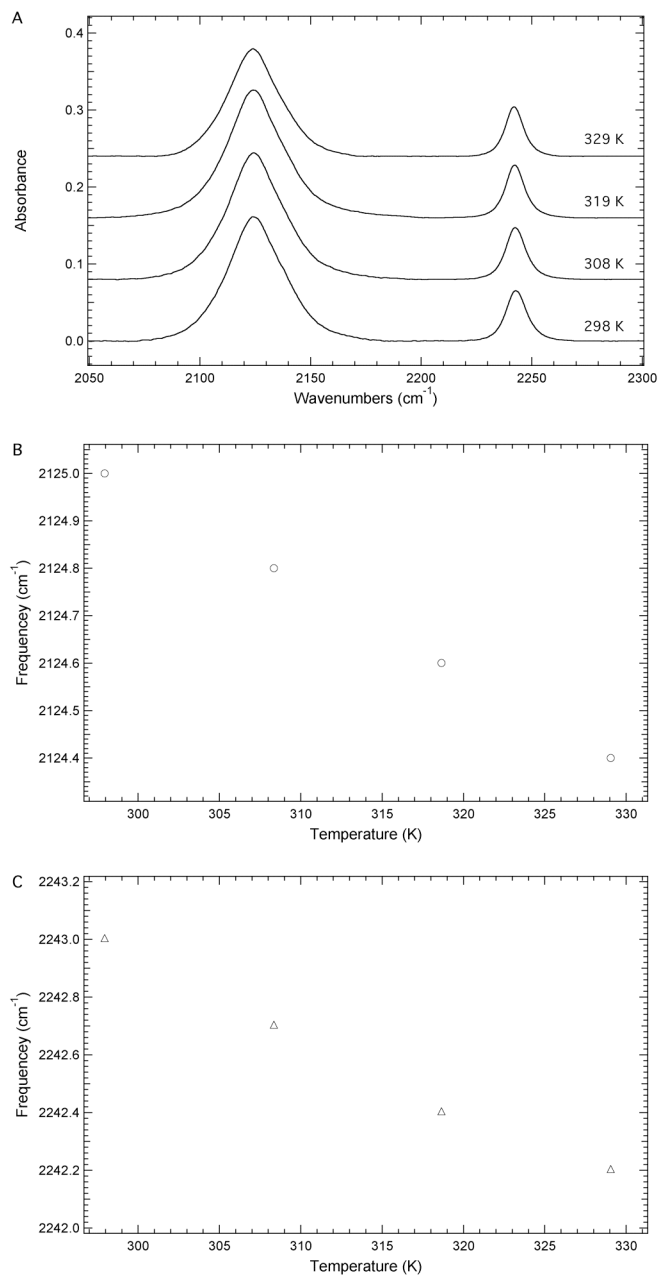 A
0.4
0.3
0.2
0.1
0.0
Absorbance
329 K
319 K
308 K
298 K
2050 2100 2150 2200 2250 2300
Wavenumbers (cm-1)
B
2125.0
2124.9
2124.8
2124.7
2124.6
2124.5
2124.4
Frequencey (cm-1)
300 305 310 315 320 325 330
Temperature (K)
C
2243.2
2243.0
2242.8
2242.6
2242.4
2242.2
2242.0
Frequencey (cm-1)
300 305 310 315 320 325 330
Temperature (K)